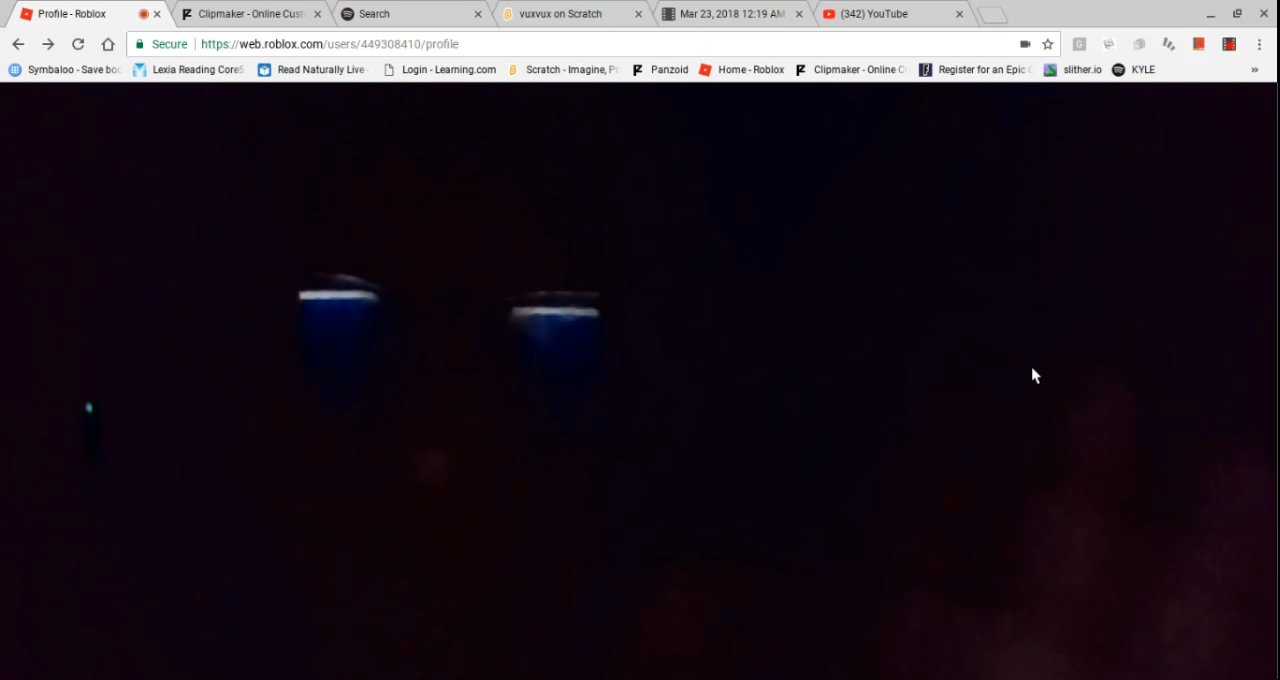 Profile - Roblox Clipmaker - Online Cust Search vuxvux on Scratch Mar 23, 2018 12:19 AM (342) YouTube
Secure https://web.roblox.com/users/449308410/profile
Symbaloo - Save boo Lexia Reading Core5 Read Naturally Live - Login - Learning.com Scratch - Imagine, Pr Panzoid Home - Roblox Clipmaker - Online C Register for an Epic G slither.io KYLE »